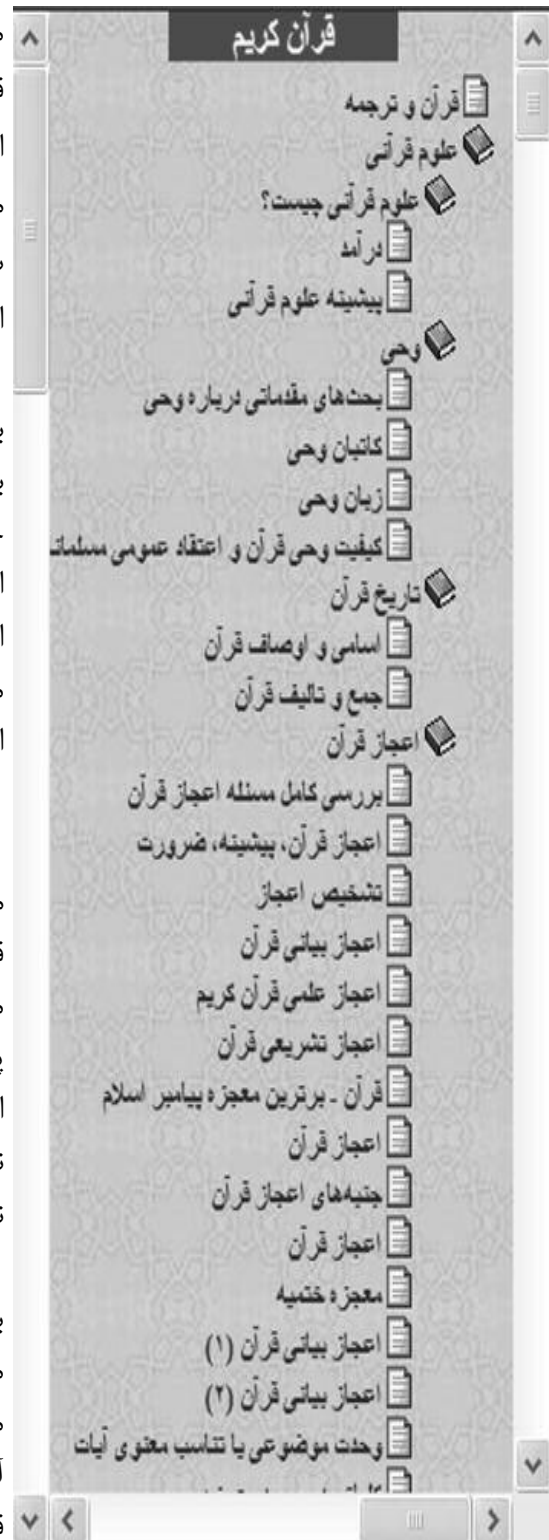 قرآن کریم
قرآن و ترجمه
علوم قرآنی
علوم قرآنی چیست؟
درآمد
پیشینه علوم قرآنی
وحی
بحث‌های مقدماتی درباره وحی
کاتبان وحی
زبان وحی
کیفیت وحی قرآن و اعتقاد عمومی مسلمانـ
تاریخ قرآن
اسامی و اوصاف قرآن
جمع و تالیف قرآن
اعجاز قرآن
بررسی کامل مسئله اعجاز قرآن
اعجاز قرآن، پیشینه، ضرورت
تشخیص اعجاز
اعجاز بیانی قرآن
اعجاز علمی قرآن کریم
اعجاز تشریعی قرآن
قرآن ـ برترین معجزه پیامبر اسلام
اعجاز قرآن
جنبه‌های اعجاز قرآن
اعجاز قرآن
معجزه ختمیه
اعجاز بیانی قرآن (۱)
اعجاز بیانی قرآن (۲)
وحدت موضوعی یا تناسب معنوی آیات